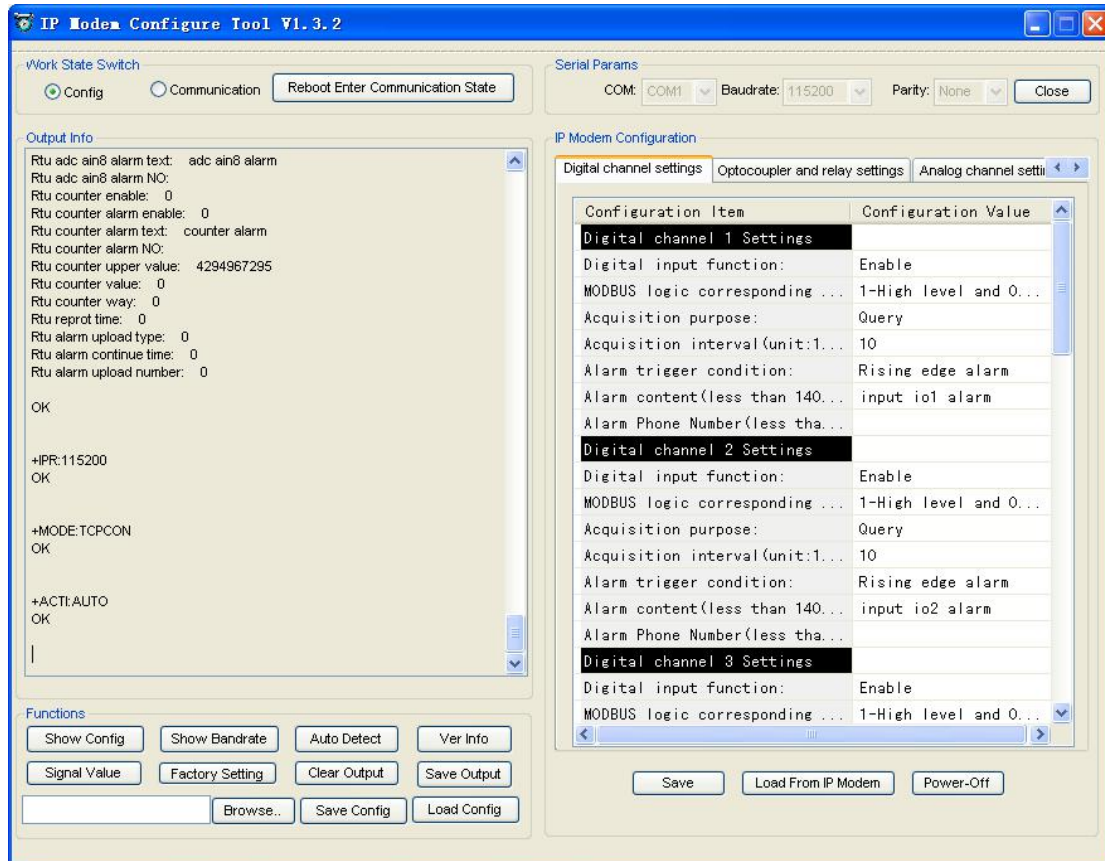 IP Modem Configure Tool V1.3.2
Work State Switch
Config Communication Reboot Enter Communication State
Serial Params
COM: COM1 Baudrate: 115200 Parity: None Close
Output Info
Rtu adc ain8 alarm text: adc ain8 alarm
Rtu adc ain8 alarm NO:
Rtu counter enable: 0
Rtu counter alarm enable: 0
Rtu counter alarm text: counter alarm
Rtu counter alarm NO:
Rtu counter upper value: 4294967295
Rtu counter value: 0
Rtu counter way: 0
Rtu reprot time: 0
Rtu alarm upload type: 0
Rtu alarm continue time: 0
Rtu alarm upload number: 0
OK
+IPR:115200
OK
+MODE:TCPCON
OK
+ACTI:AUTO
OK
Functions
Show Config Show Bandrate Auto Detect Ver Info
Signal Value Factory Setting Clear Output Save Output
Browse.. Save Config Load Config
IP Modem Configuration
Digital channel settings Optocoupler and relay settings Analog channel settin
Configuration Item Configuration Value
Digital channel 1 Settings
Digital input function: Enable
MODBUS logic corresponding ... 1-High level and 0...
Acquisition purpose: Query
Acquisition interval(unit:1... 10
Alarm trigger condition: Rising edge alarm
Alarm content(less than 140... input io1 alarm
Alarm Phone Number(less tha...
Digital channel 2 Settings
Digital input function: Enable
MODBUS logic corresponding ... 1-High level and 0...
Acquisition purpose: Query
Acquisition interval(unit:1... 10
Alarm trigger condition: Rising edge alarm
Alarm content(less than 140... input io2 alarm
Alarm Phone Number(less tha...
Digital channel 3 Settings
Digital input function: Enable
MODBUS logic corresponding ... 1-High level and 0...
Save Load From IP Modem Power-Off